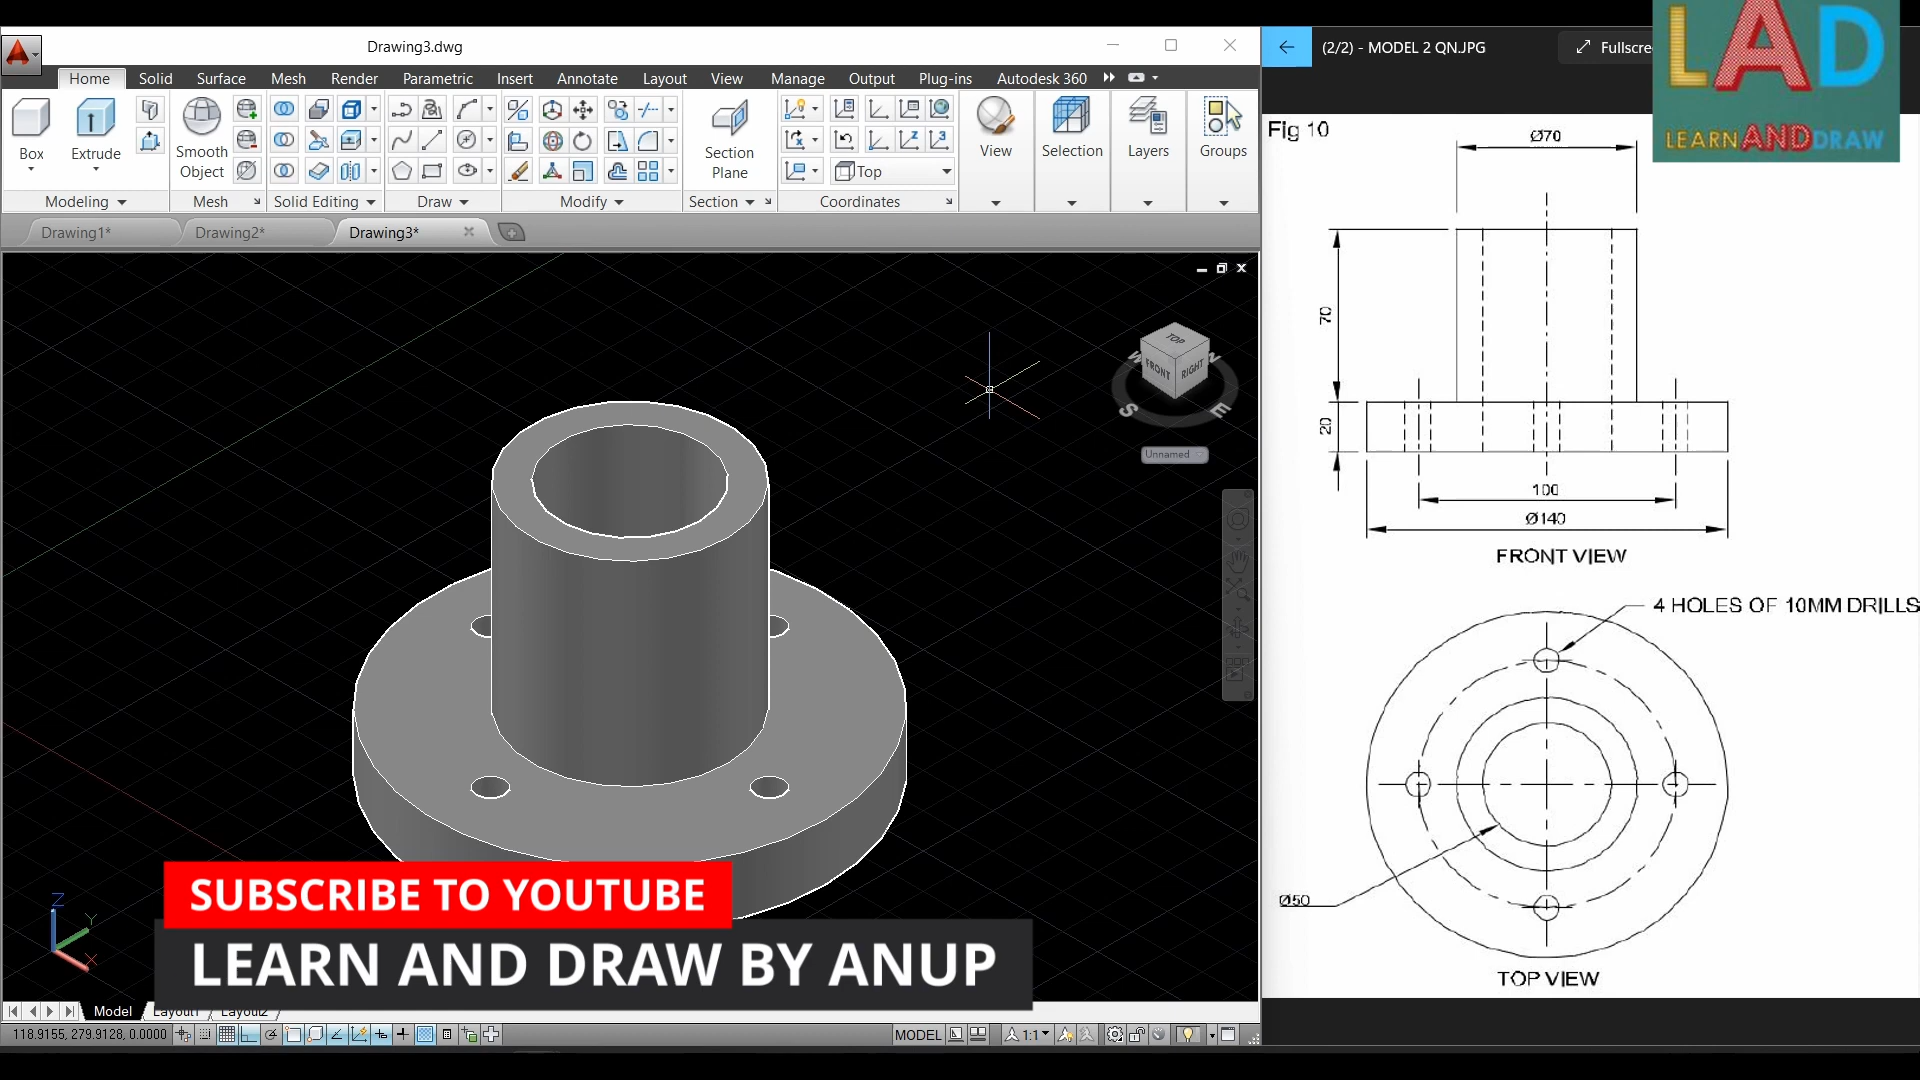 Drawing3.dwg
Home Solid Surface Mesh Render Parametric Insert Annotate Layout View Manage Output Plug-ins Autodesk 360
Box
Extrude
Smooth
Object
Section
Plane
Top
View
Selection
Layers
Groups
Modeling
Mesh
Solid Editing
Draw
Modify
Section
Coordinates
Drawing1*
Drawing2*
Drawing3*
TOP
FRONT
RIGHT
W
N
S
E
Unnamed
Z
Y
X
SUBSCRIBE TO YOUTUBE
LEARN AND DRAW BY ANUP
Model
Layout1
Layout2
118.9155, 279.9128, 0.0000
MODEL
1:1
(2/2) - MODEL 2 QN.JPG
Fullscre
LAD
LEARNANDDRAW
Fig 10
Ø70
70
20
100
Ø140
FRONT VIEW
4 HOLES OF 10MM DRILLS
Ø50
TOP VIEW